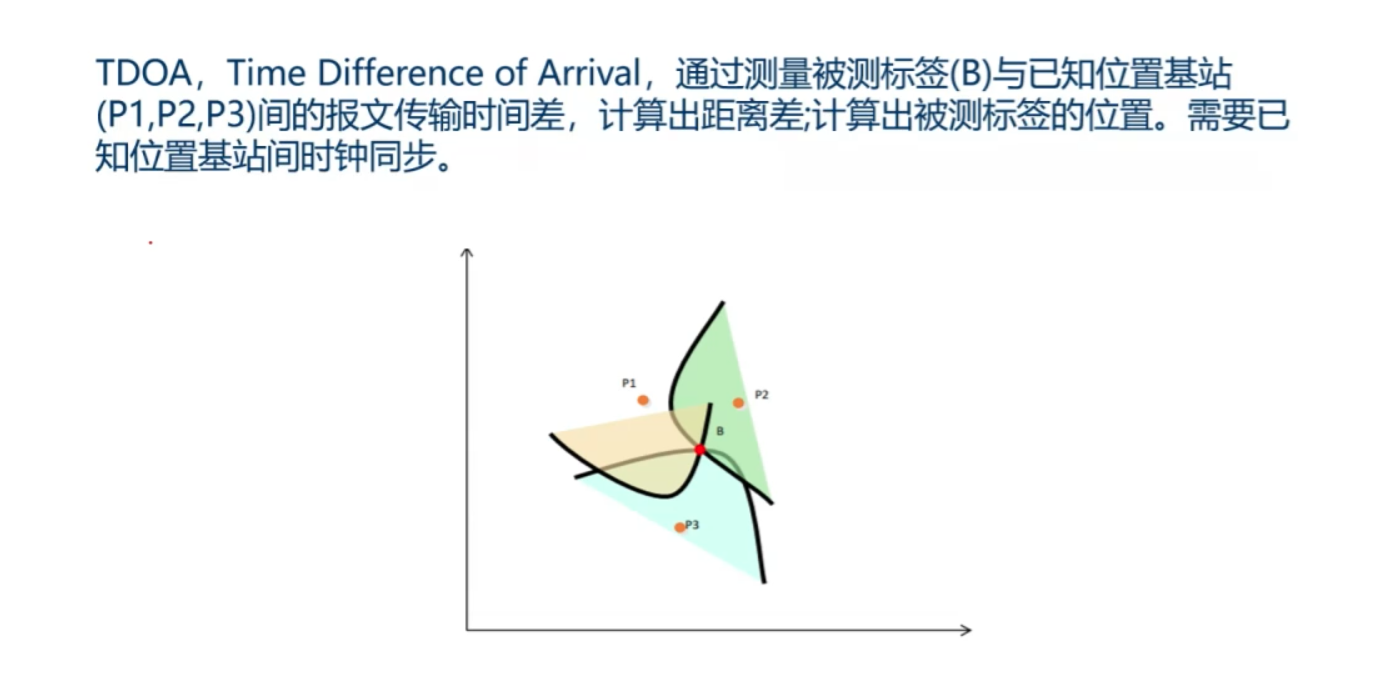 TDOA，Time Difference of Arrival，通过测量被测标签(B)与已知位置基站
(P1,P2,P3)间的报文传输时间差，计算出距离差;计算出被测标签的位置。需要已
知位置基站间时钟同步。
P1
P2
B
P3